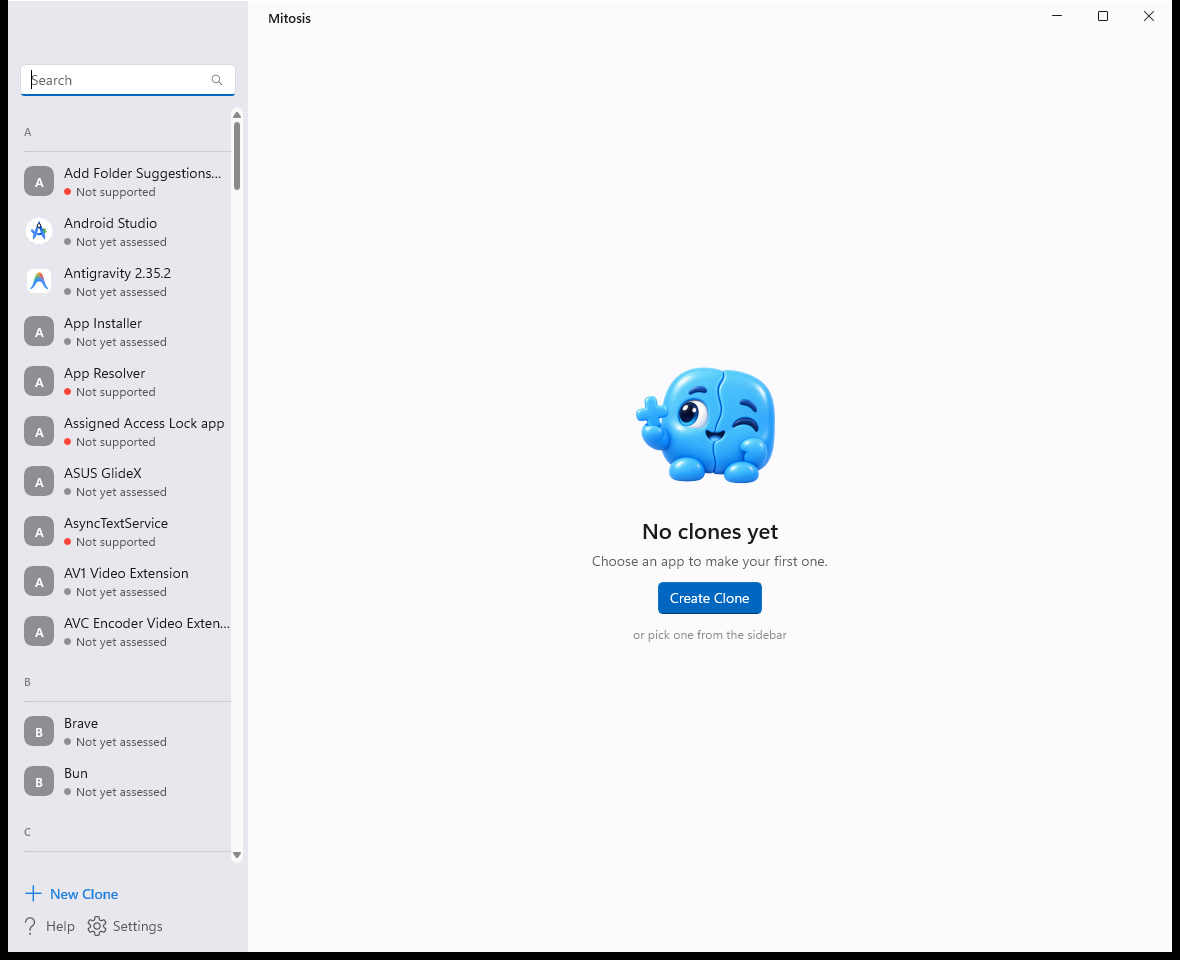 Mitosis
Search
A
A
Add Folder Suggestions...
Not supported
Android Studio
Not yet assessed
Antigravity 2.35.2
Not yet assessed
A
App Installer
Not yet assessed
A
App Resolver
Not supported
A
Assigned Access Lock app
Not supported
A
ASUS GlideX
Not yet assessed
A
AsyncTextService
Not supported
A
AV1 Video Extension
Not yet assessed
A
AVC Encoder Video Exten...
Not yet assessed
B
B
Brave
Not yet assessed
B
Bun
Not yet assessed
C
New Clone
? Help
Settings
No clones yet
Choose an app to make your first one.
Create Clone
or pick one from the sidebar